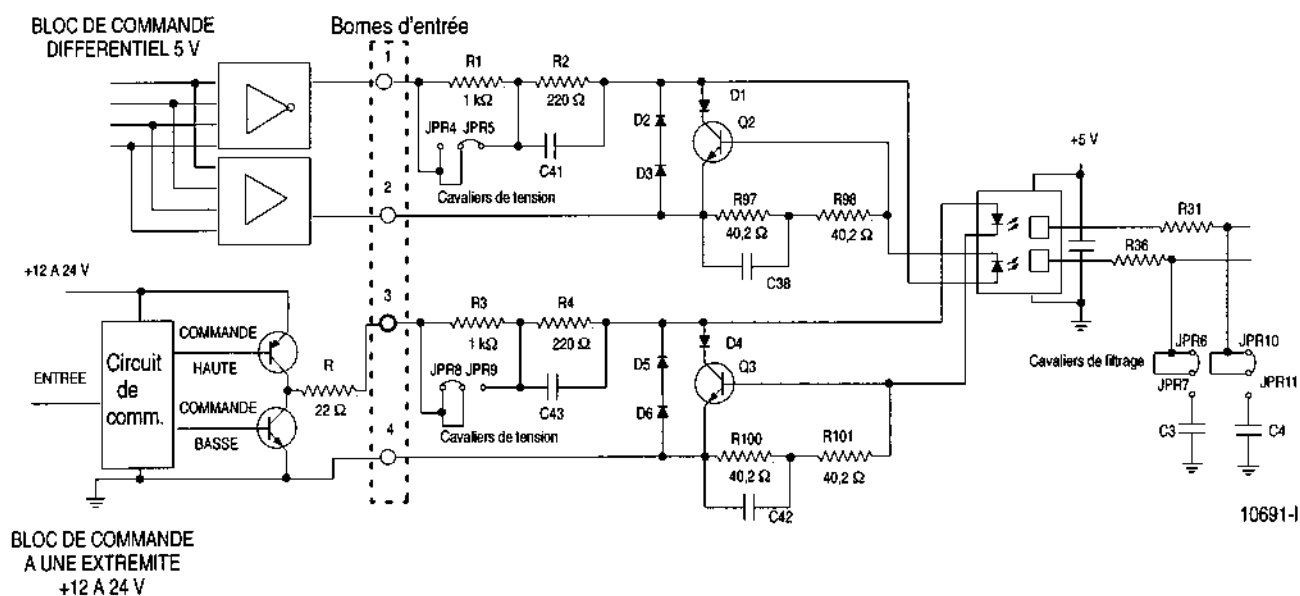 BLOC DE COMMANDE
DIFFERENTIEL 5 V
Bornes d'entrée
1
R1
1 kΩ
R2
220 Ω
JPR4 JPR5
C41
Cavaliers de tension
D1
D2
Q2
D3
2
R97
40,2 Ω
R98
40,2 Ω
C38
+5 V
R31
R36
+12 A 24 V
3
R3
1 kΩ
R4
220 Ω
JPR8 JPR9
C43
Cavaliers de tension
D4
D5
Q3
D6
4
R100
40,2 Ω
R101
40,2 Ω
C42
ENTREE
Circuit
de
comm.
COMMANDE
HAUTE
COMMANDE
BASSE
R
22 Ω
Cavaliers de filtrage
JPR6
JPR10
JPR7
JPR11
C3
C4
10691-I
BLOC DE COMMANDE
A UNE EXTREMITE
+12 A 24 V